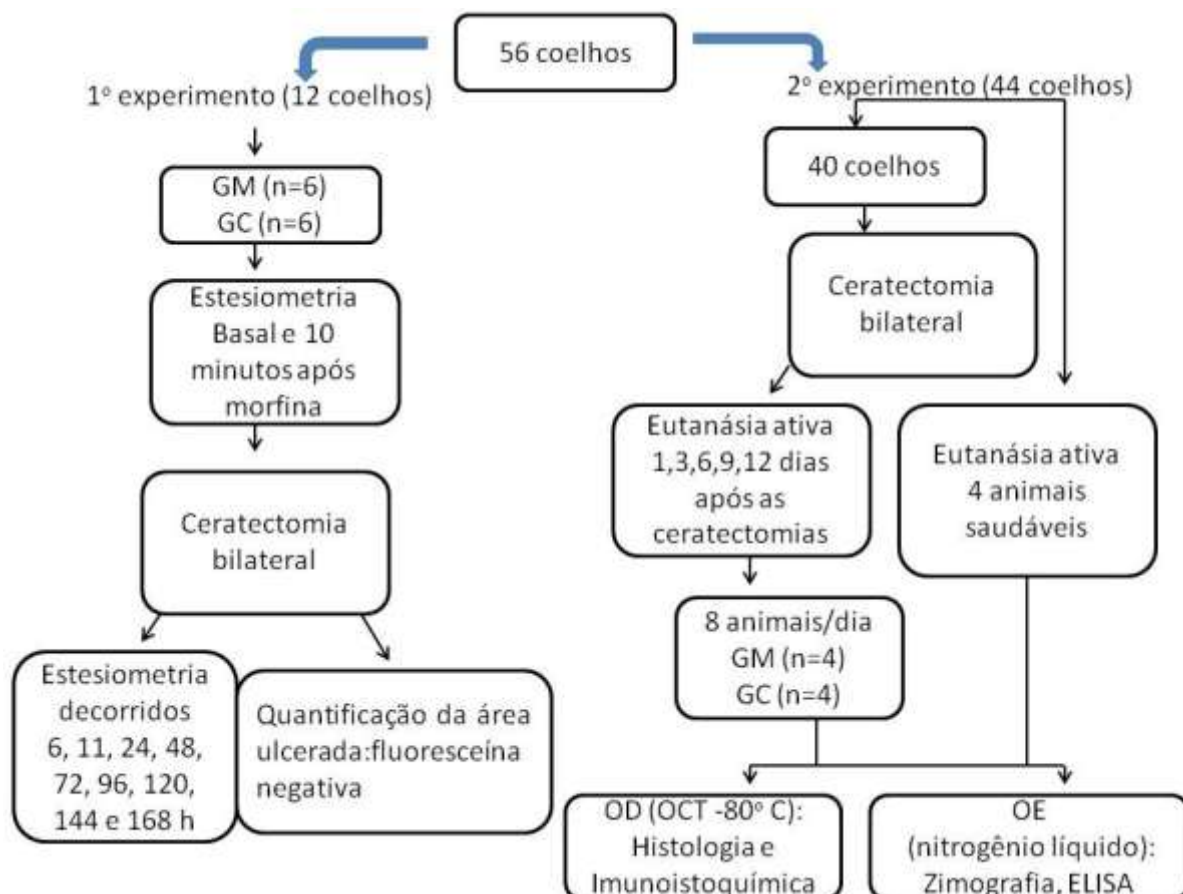 56 coelhos
1º experimento (12 coelhos)
GM (n=6)
GC (n=6)
Estesiometria
Basal e 10
minutos após
morfina
Ceratectomia
bilateral
Estesiometria
decorridos
6, 11, 24, 48,
72, 96, 120,
144 e 168 h
Quantificação da área
ulcerada:fluoresceína
negativa
2º experimento (44 coelhos)
40 coelhos
Ceratectomia
bilateral
Eutanásia ativa
1,3,6,9,12 dias
após as
ceratectomias
Eutanásia ativa
4 animais
saudáveis
8 animais/dia
GM (n=4)
GC (n=4)
OD (OCT -80º C):
Histologia e
Imunoistoquímica
OE
(nitrogênio líquido):
Zimografia, ELISA